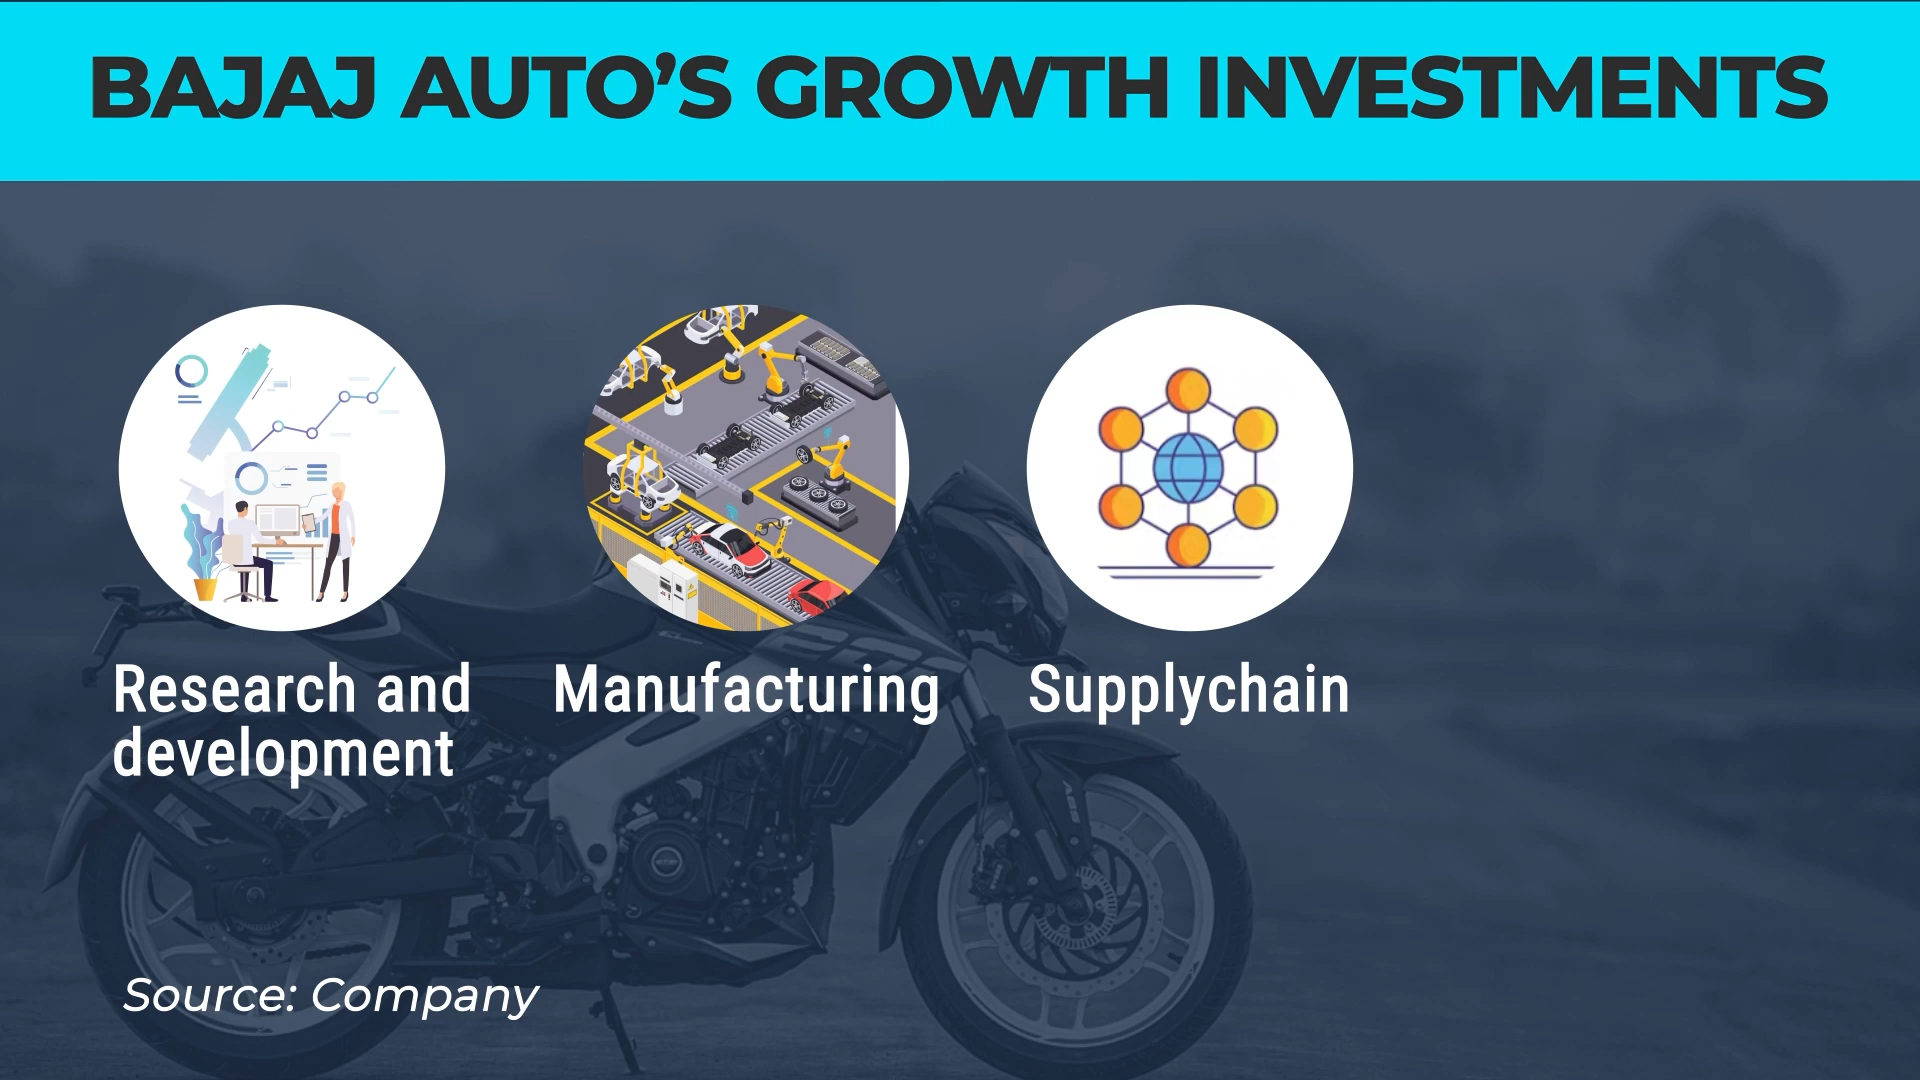 BAJAJ AUTO’S GROWTH INVESTMENTS
Research and
development
Manufacturing
Supplychain
Source: Company